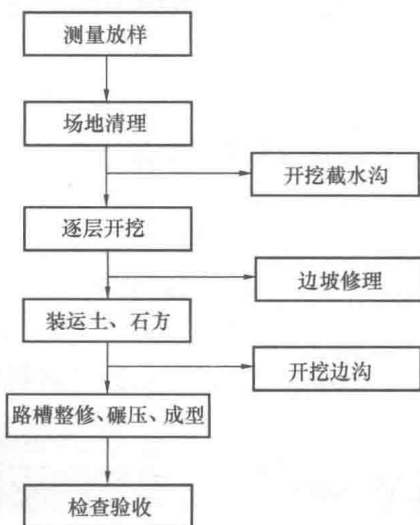 测量放样
场地清理
开挖截水沟
逐层开挖
边坡修理
装运土、石方
开挖边沟
路槽整修、碾压、成型
检查验收